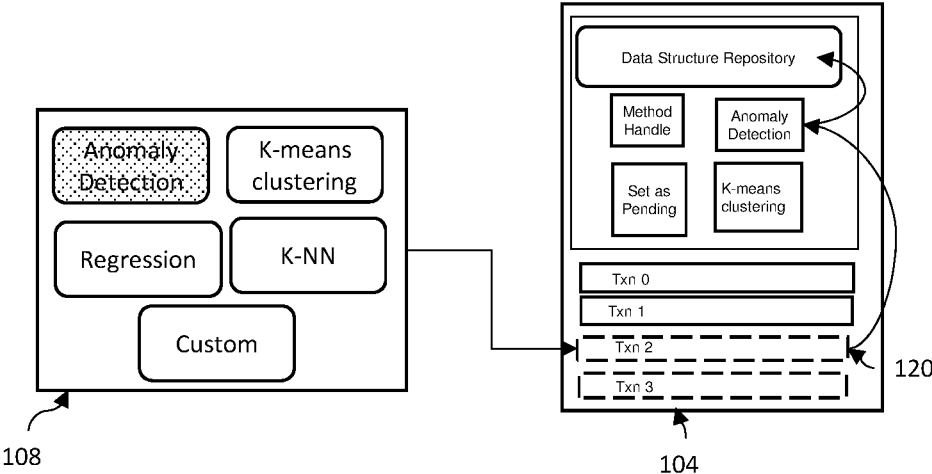 Anomaly
Detection
K-means
clustering
Regression
K-NN
Custom
108
Data Structure Repository
Method
Handle
Anomaly
Detection
Set as
Pending
K-means
clustering
Txn 0
Txn 1
Txn 2
Txn 3
120
104